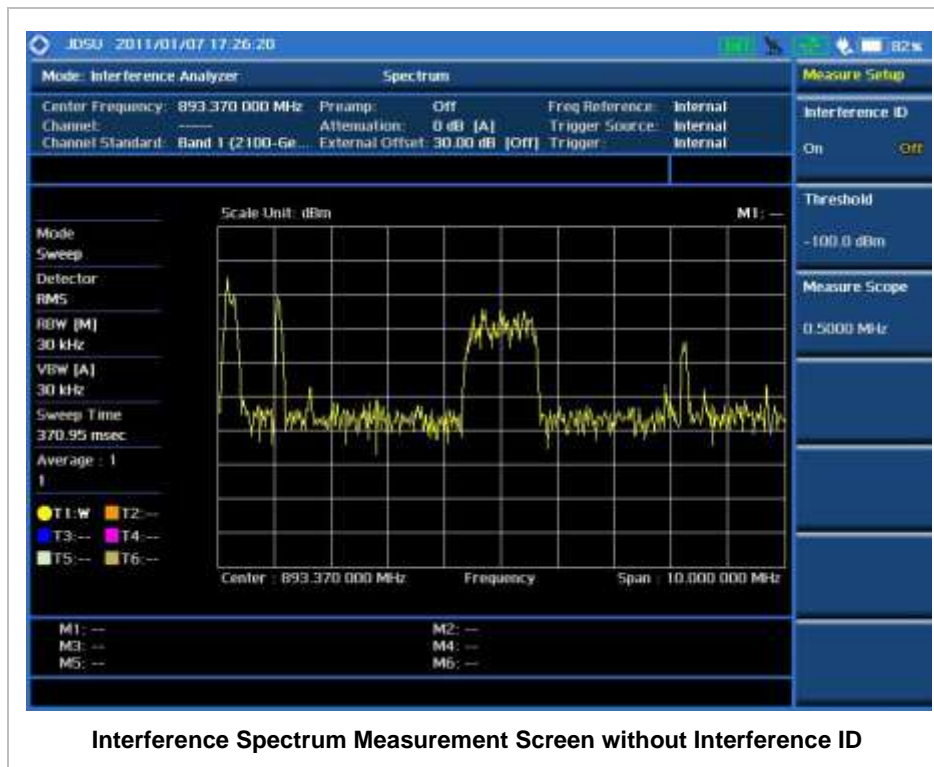 JDSU 2011/01/07 17:26:20
82%
Mode: Interference Analyzer Spectrum
Measure Setup
Center Frequency: 893.370 000 MHz Preamp: Off Freq Reference: Internal
Channel: ----- Attenuation: 0 dB [A] Trigger Source: Internal
Channel Standard: Band 1 (2100-Ge... External Offset: 30.00 dB [Off] Trigger: Internal
Interference ID
On Off
Threshold
-100.0 dBm
Measure Scope
0.5000 MHz
Scale Unit: dBm M1: --
Mode
Sweep
Detector
RMS
RBW [M]
30 kHz
VBW [A]
30 kHz
Sweep Time
370.95 msec
Average : 1
1
T1:W T2:--
T3:-- T4:--
T5:-- T6:--
Center : 893.370 000 MHz Frequency Span : 10.000 000 MHz
M1: -- M2: --
M3: -- M4: --
M5: -- M6: --
Interference Spectrum Measurement Screen without Interference ID